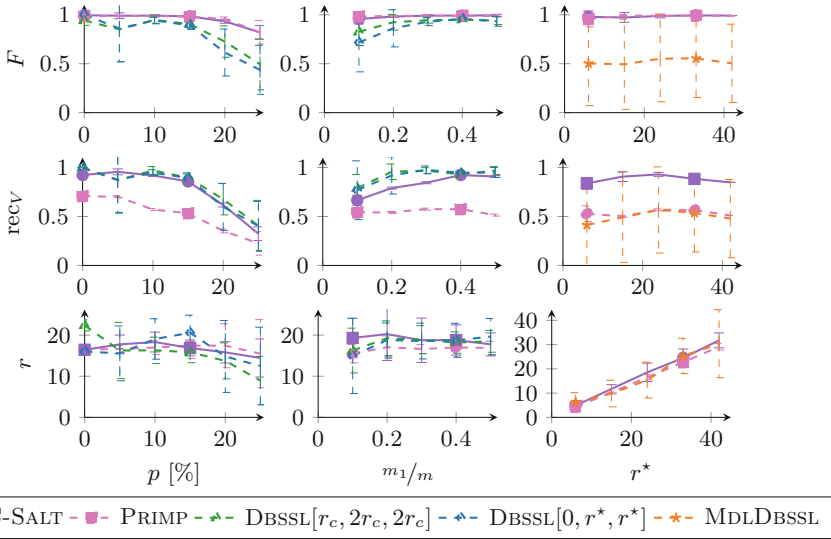 F 1 0.5 0 0 10 20
1 0.5 0 0 0.2 0.4
1 0.5 0 0 20 40
recV 1 0.5 0 0 10 20
1 0.5 0 0 0.2 0.4
1 0.5 0 0 20 40
r 20 10 0 0 10 20
20 10 0 0 0.2 0.4
40 30 20 10 0 0 20 40
p [%]
m₁/m
r⋆
-SALT PRIMP DBSSL[r_c, 2r_c, 2r_c] DBSSL[0, r⋆, r⋆] MDLDBSSL